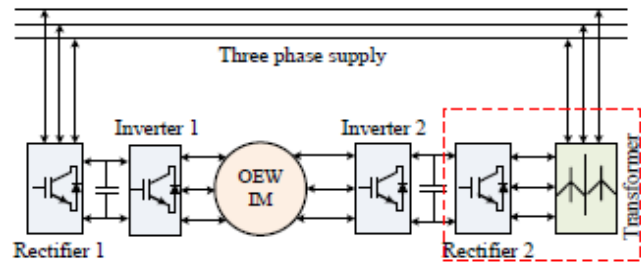 Three phase supply
Inverter 1
Inverter 2
OEW
IM
Transformer
Rectifier 1
Rectifier 2